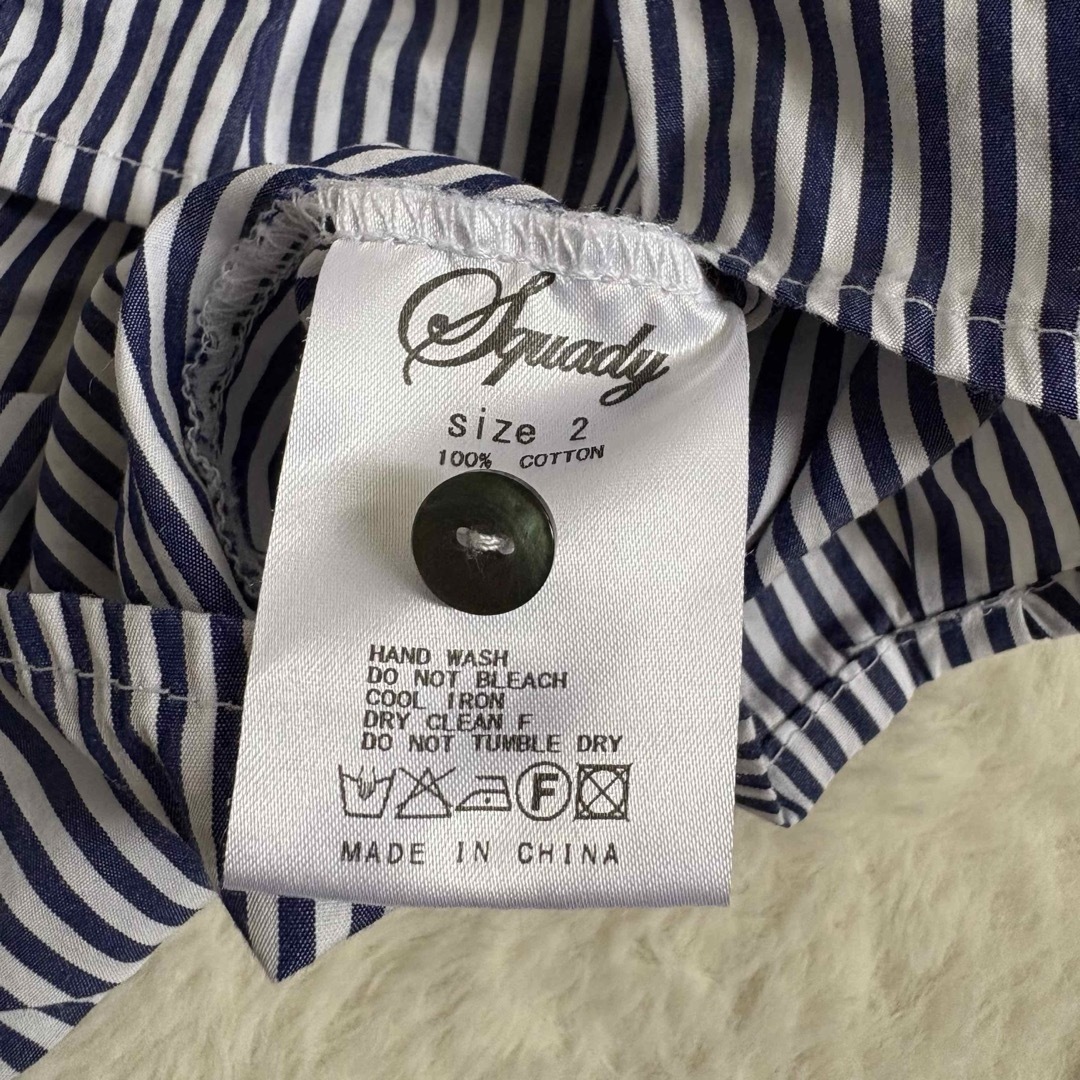 Squady
size 2
100% COTTON
HAND WASH
DO NOT BLEACH
COOL IRON
DRY CLEAN F
DO NOT TUMBLE DRY
F
MADE IN CHINA